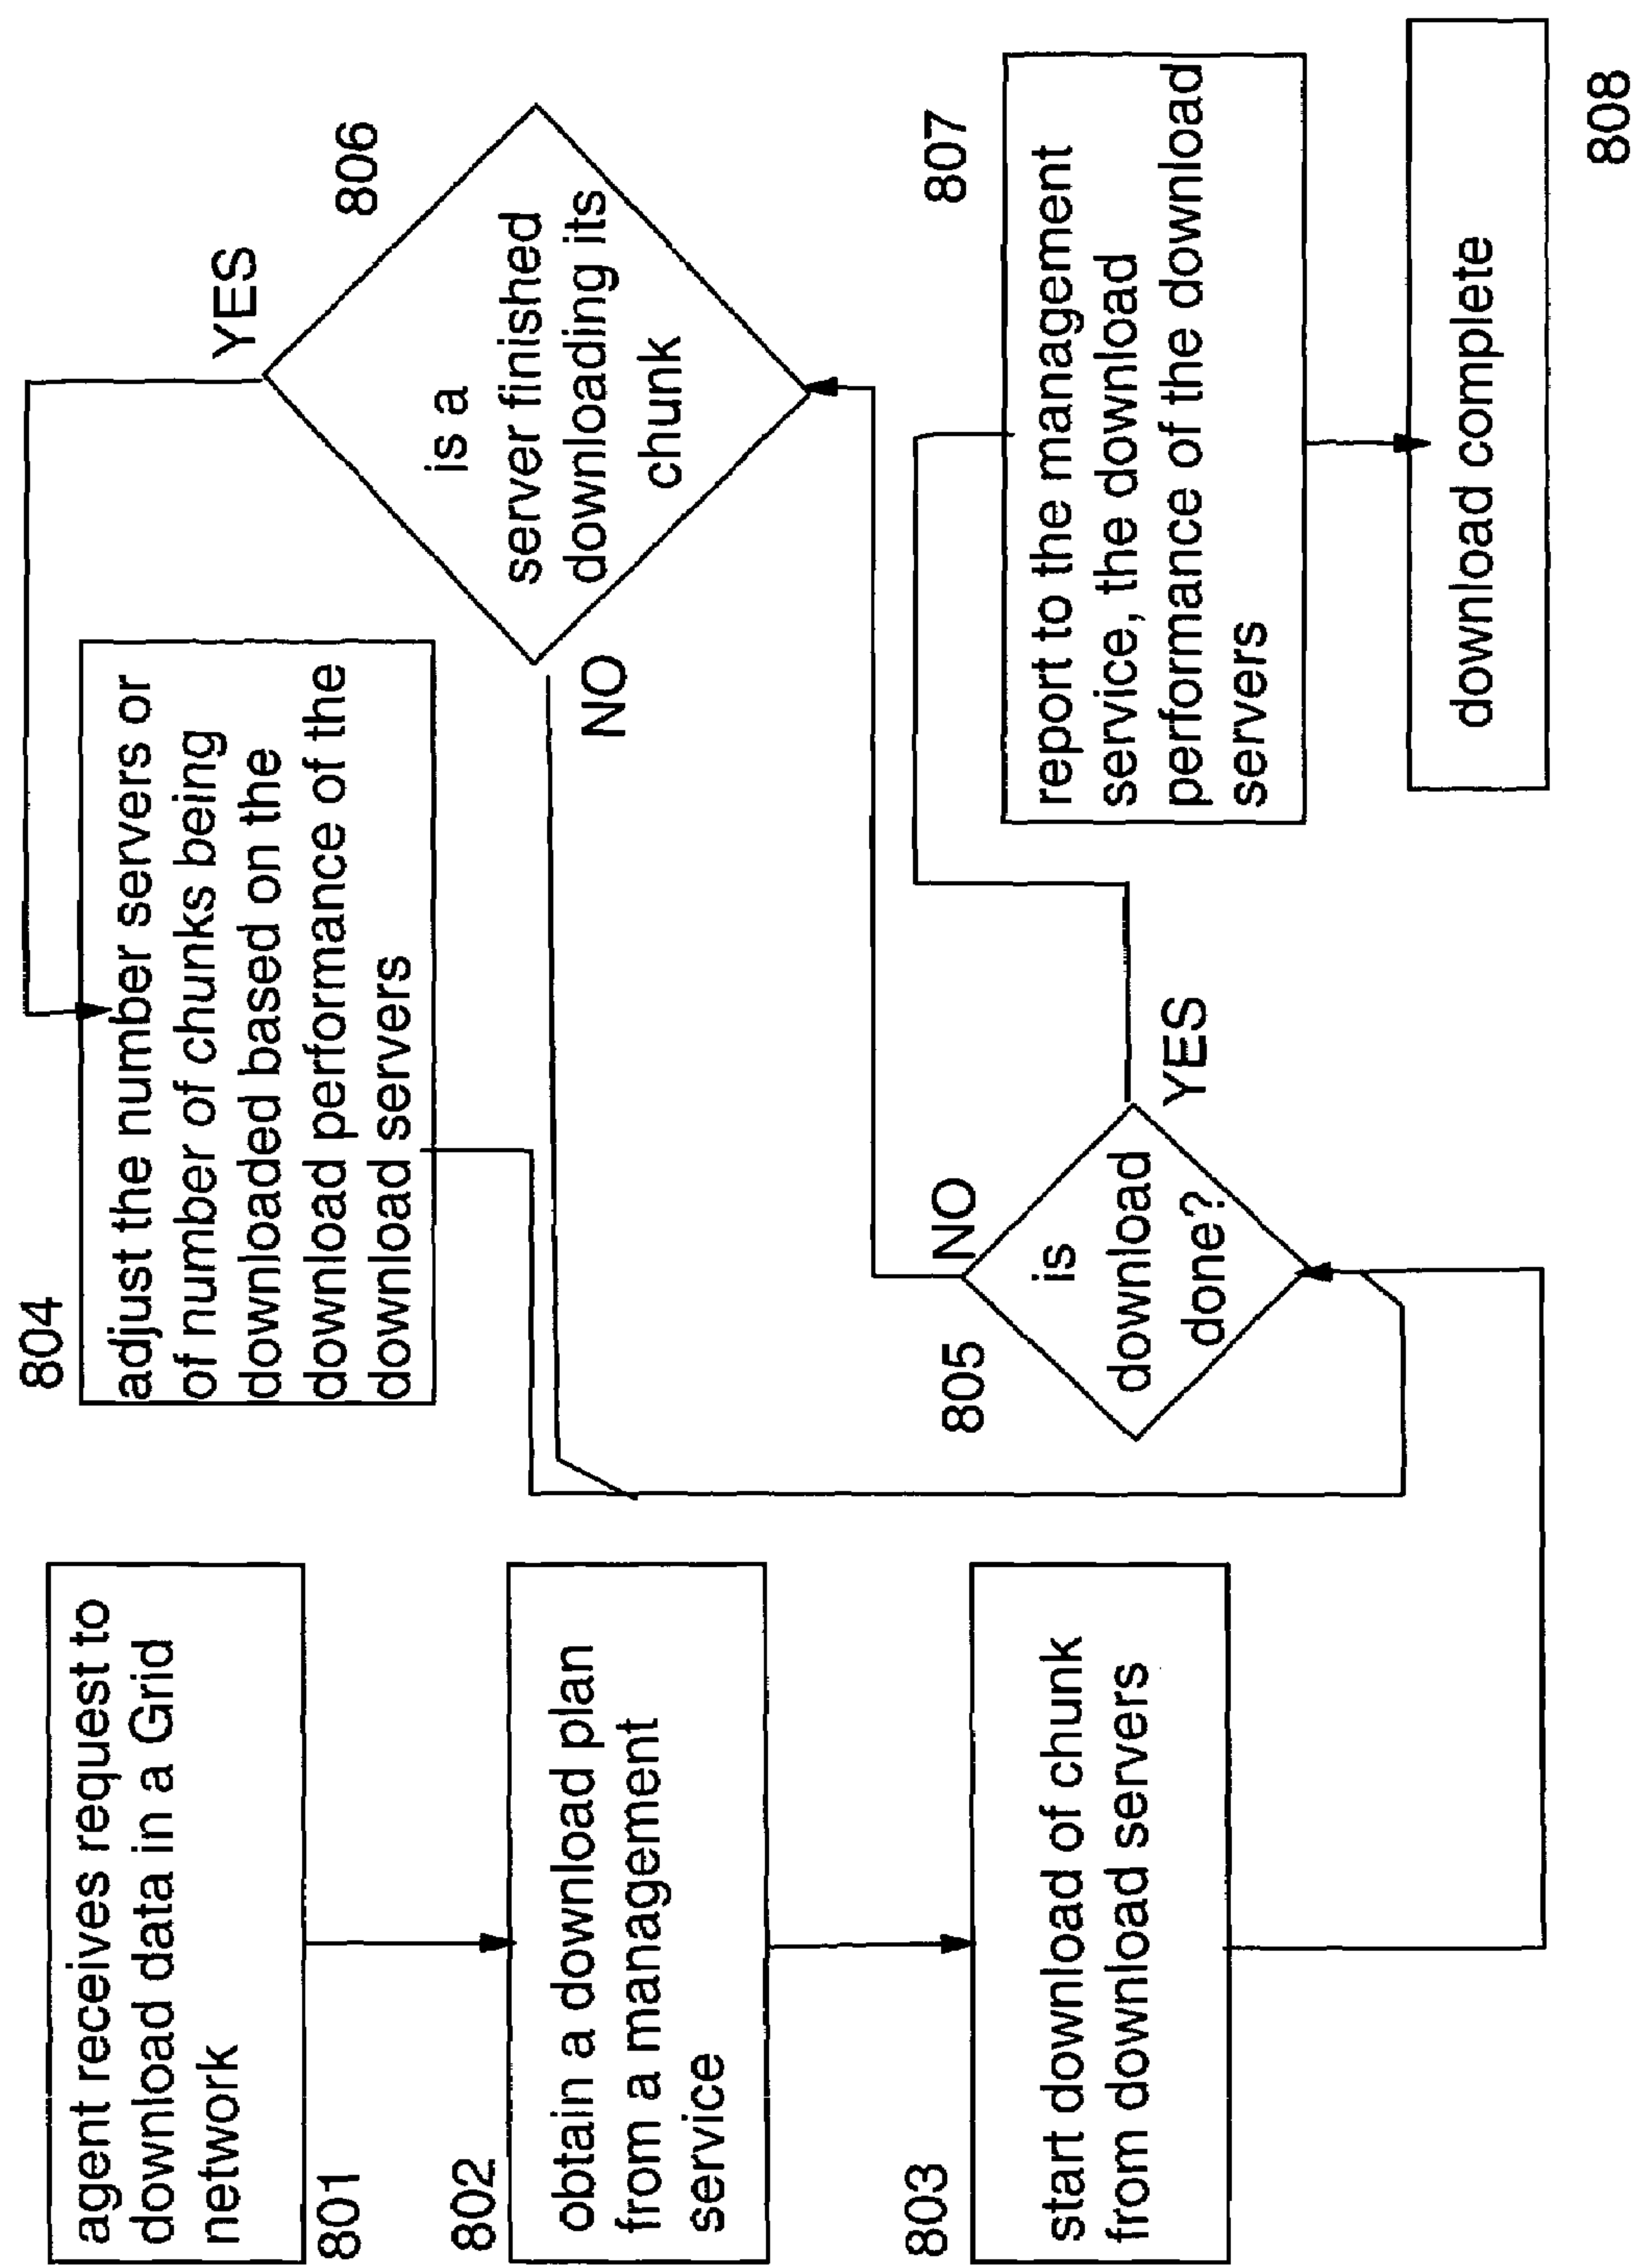 agent receives request to
download data in a Grid
network
801
802
obtain a download plan
from a management
service
803
start download of chunk
from download servers
804
adjust the number servers or
of number of chunks being
downloaded based on the
download performance of the
download servers
805
is
download
done?
NO
YES
806
is a
server finished
downloading its
chunk
YES
NO
807
report to the management
service, the download
performance of the download
servers
download complete
808